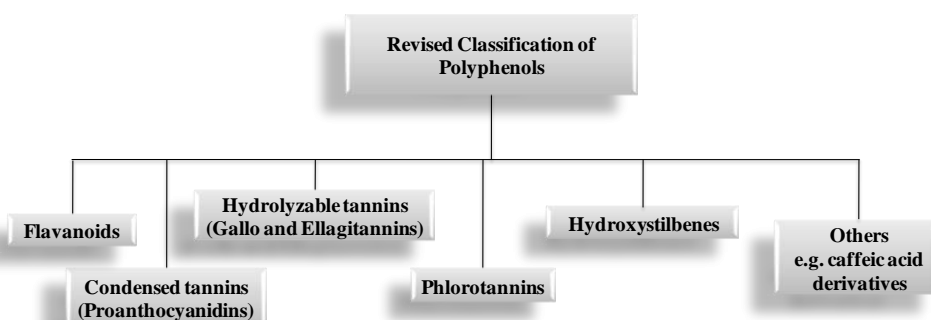 Revised Classification of
Polyphenols
Flavanoids
Condensed tannins
(Proanthocyanidins)
Hydrolyzable tannins
(Gallo and Ellagitannins)
Phlorotannins
Hydroxystilbenes
Others
e.g. caffeic acid
derivatives